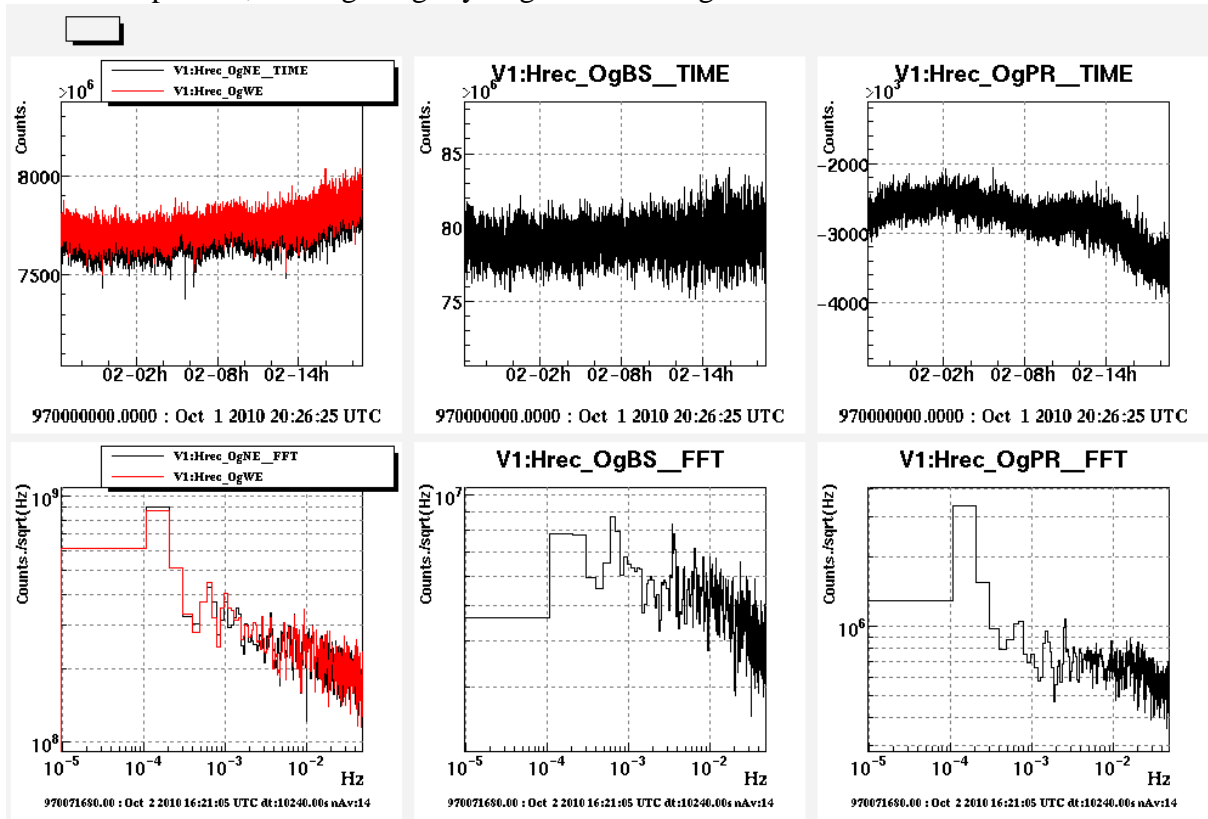 V1:Hrec_OgNE__TIME
V1:Hrec_OgWE
>10^6
Counts.
8000
7500
02-02h 02-08h 02-14h
970000000.0000 : Oct 1 2010 20:26:25 UTC
V1:Hrec_OgBS__TIME
>10^6
Counts.
85
80
75
02-02h 02-08h 02-14h
970000000.0000 : Oct 1 2010 20:26:25 UTC
V1:Hrec_OgPR__TIME
>10^3
Counts.
-2000
-3000
-4000
02-02h 02-08h 02-14h
970000000.0000 : Oct 1 2010 20:26:25 UTC
V1:Hrec_OgNE__FFT
V1:Hrec_OgWE
Counts./sqrt(Hz)
10^9
10^8
10^-5 10^-4 10^-3 10^-2
Hz
970071680.00 : Oct 2 2010 16:21:05 UTC dt:10240.00s nAv:14
V1:Hrec_OgBS__FFT
Counts./sqrt(Hz)
10^7
10^-5 10^-4 10^-3 10^-2
Hz
970071680.00 : Oct 2 2010 16:21:05 UTC dt:10240.00s nAv:14
V1:Hrec_OgPR__FFT
Counts./sqrt(Hz)
10^6
10^-5 10^-4 10^-3 10^-2
Hz
970071680.00 : Oct 2 2010 16:21:05 UTC dt:10240.00s nAv:14